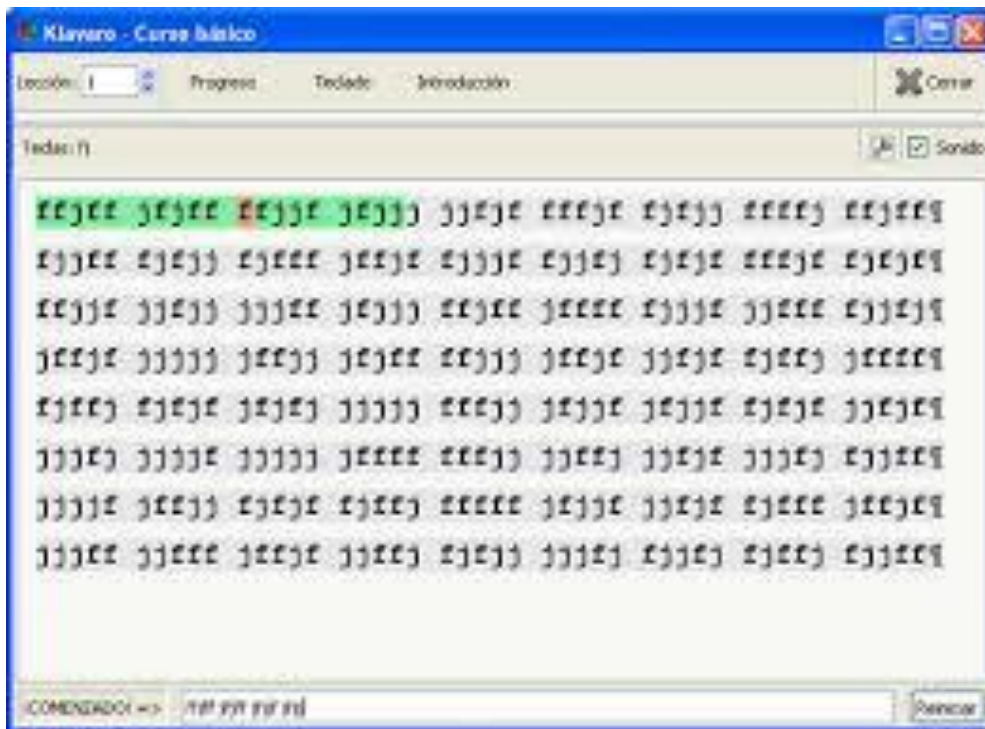 Klavaro - Curso básico
Lección: 1 Progreso Teclado Introducción Cerrar
Teclas: fj Sonido
ffjff jfjff ffjjf jfjjj jjfjf fffjf fjfjj ffffj ffjff¶
fjjff fjfjj fjfff jffjf fjjjf fjjfj fjfjf fffjf fjfjf¶
ffjjf jjfjj jjjff jfjjj ffjff jffff fjjjf jjfff fjjfj¶
jffjf jjjjj jffjj jfjff ffjjj jffjf jjfjf fjffj jffff¶
fjffj fjfjf jfjfj jjjjj fffjj jfjjf jfjjf fjfjf jjfjf¶
jjjfj jjjjf jjjjj jffff fffjj jjffj jjfjf jjjfj fjjff¶
jjjjf jffjj fjfjf fjffj fffff jfjjf jjfjf fjfff jffjf¶
jjjff jjfff jffjf jjffj fjfjj jjjfj fjjfj fjffj fjjff¶
¡COMENZADO! => 
Reiniciar